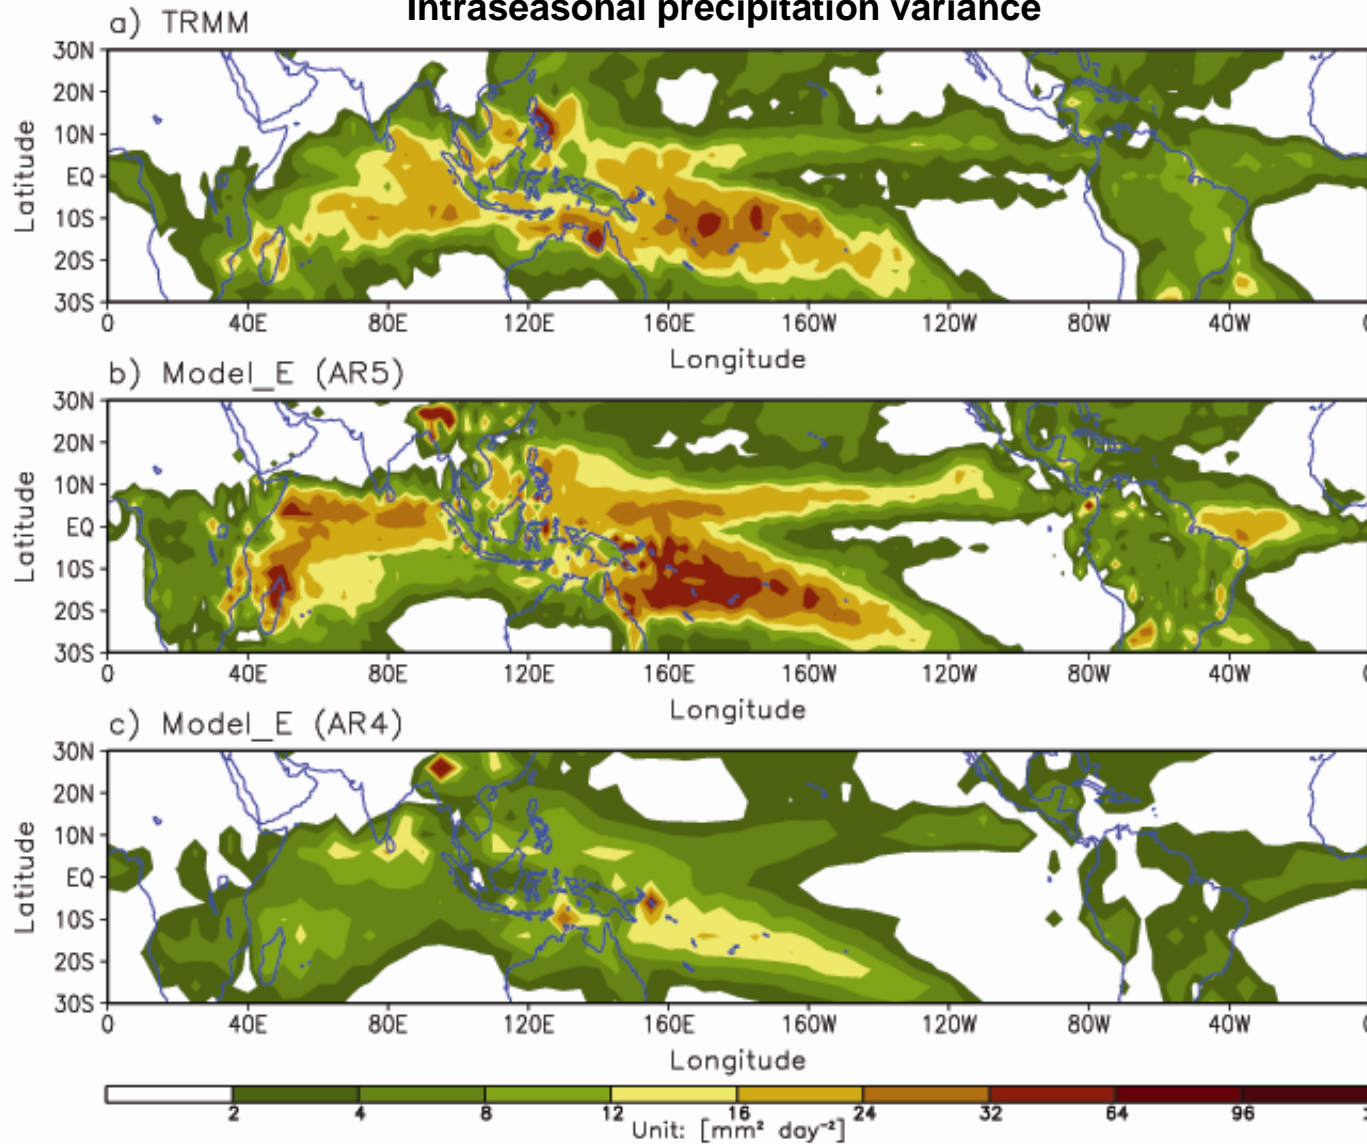 Intraseasonal precipitation variance
a) TRMM
30N
20N
10N
EQ
10S
20S
30S
Latitude
0 40E 80E 120E 160E 160W 120W 80W 40W 0
Longitude
b) Model_E (AR5)
30N
20N
10N
EQ
10S
20S
30S
Latitude
0 40E 80E 120E 160E 160W 120W 80W 40W 0
Longitude
c) Model_E (AR4)
30N
20N
10N
EQ
10S
20S
30S
Latitude
0 40E 80E 120E 160E 160W 120W 80W 40W 0
Longitude
2 4 8 12 16 24 32 64 96
Unit: [mm² day⁻²]